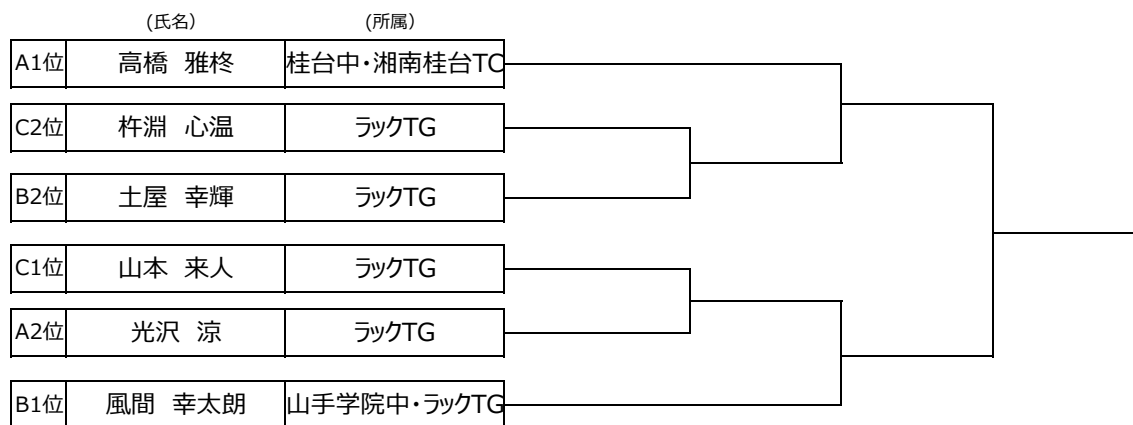 (氏名) (所属)
A1位 高橋 雅柊 桂台中・湘南桂台TC
C2位 杵淵 心温 ラックTG
B2位 土屋 幸輝 ラックTG
C1位 山本 来人 ラックTG
A2位 光沢 涼 ラックTG
B1位 風間 幸太朗 山手学院中・ラックTG